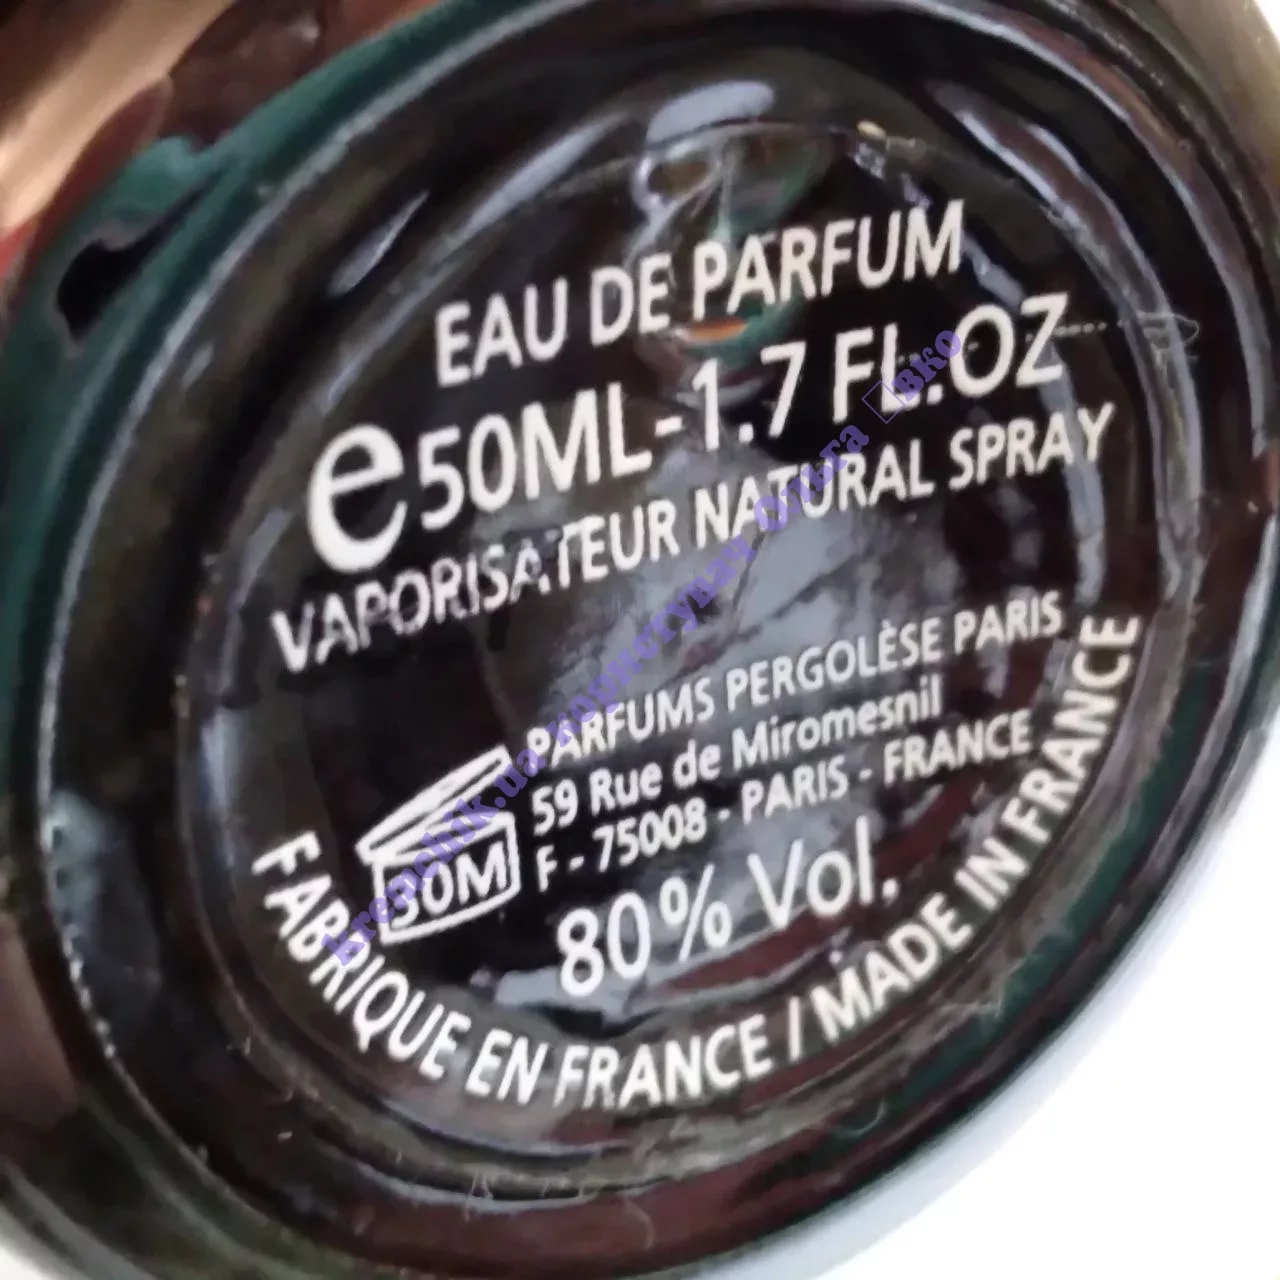 EAU DE PARFUM
e50ML-1.7 FL.OZ
VAPORISATEUR NATURAL SPRAY
PARFUMS PERGOLÈSE PARIS
59 Rue de Miromesnil
F - 75008 - PARIS - FRANCE
30M
80% Vol.
FABRIQUE EN FRANCE / MADE IN FRANCE